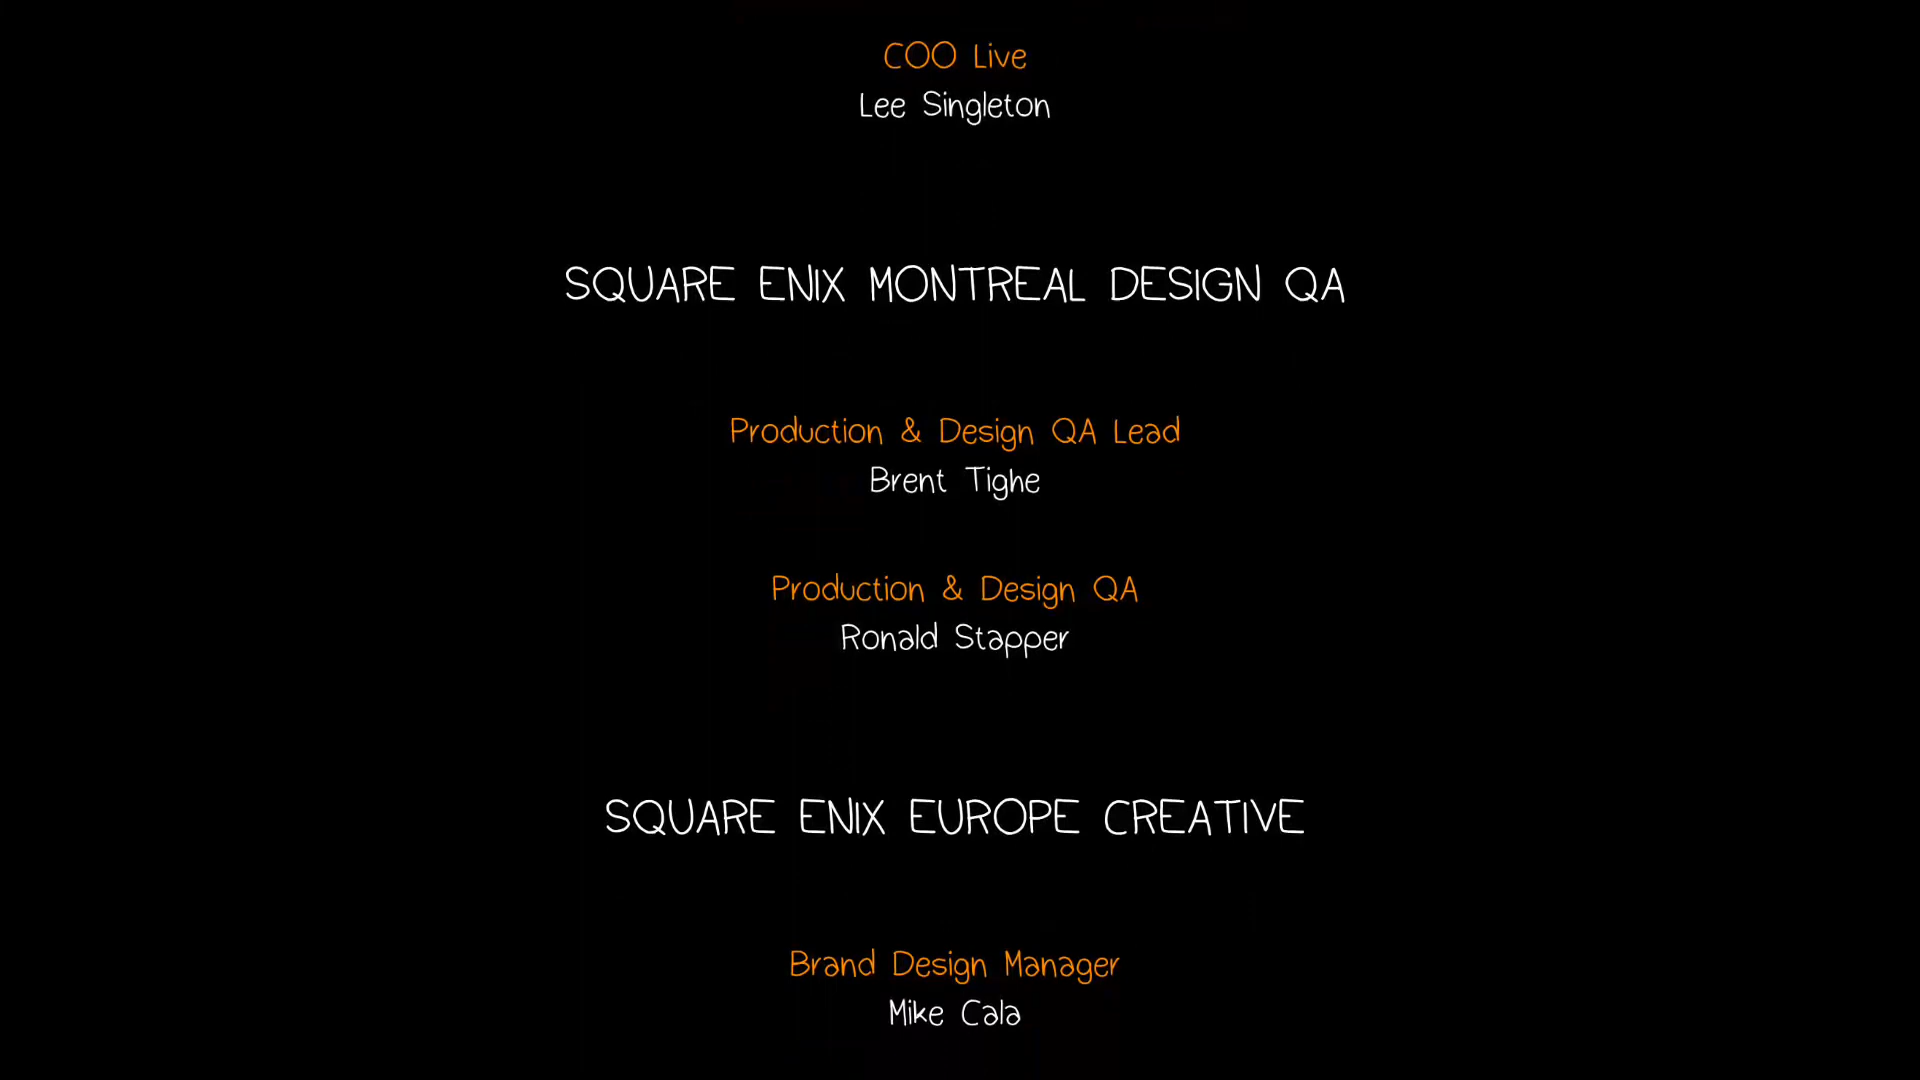 COO Live
Lee Singleton
SQUARE ENIX MONTREAL DESIGN QA
Production & Design QA Lead
Brent Tighe
Production & Design QA
Ronald Stapper
SQUARE ENIX EUROPE CREATIVE
Brand Design Manager
Mike Cala